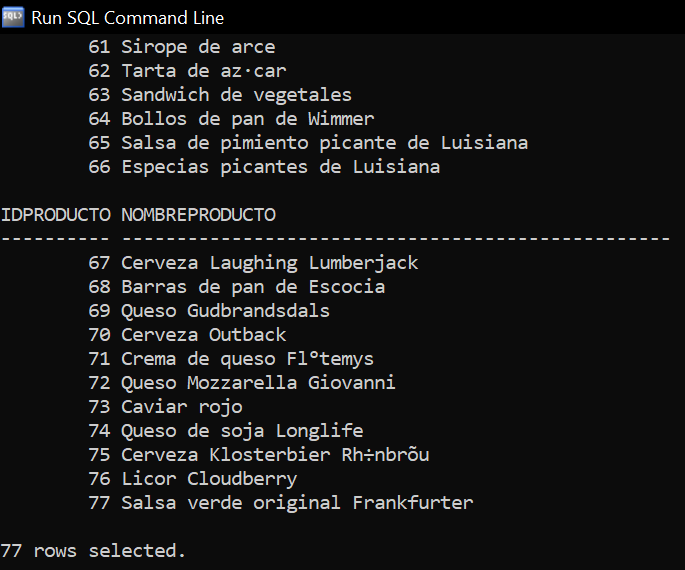 SQL> Run SQL Command Line
61 Sirope de arce
62 Tarta de az·car
63 Sandwich de vegetales
64 Bollos de pan de Wimmer
65 Salsa de pimiento picante de Luisiana
66 Especias picantes de Luisiana
IDPRODUCTO NOMBREPRODUCTO
---------- --------------------------------------------------
67 Cerveza Laughing Lumberjack
68 Barras de pan de Escocia
69 Queso Gudbrandsdals
70 Cerveza Outback
71 Crema de queso Fl°temys
72 Queso Mozzarella Giovanni
73 Caviar rojo
74 Queso de soja Longlife
75 Cerveza Klosterbier Rh÷nbrõu
76 Licor Cloudberry
77 Salsa verde original Frankfurter
77 rows selected.